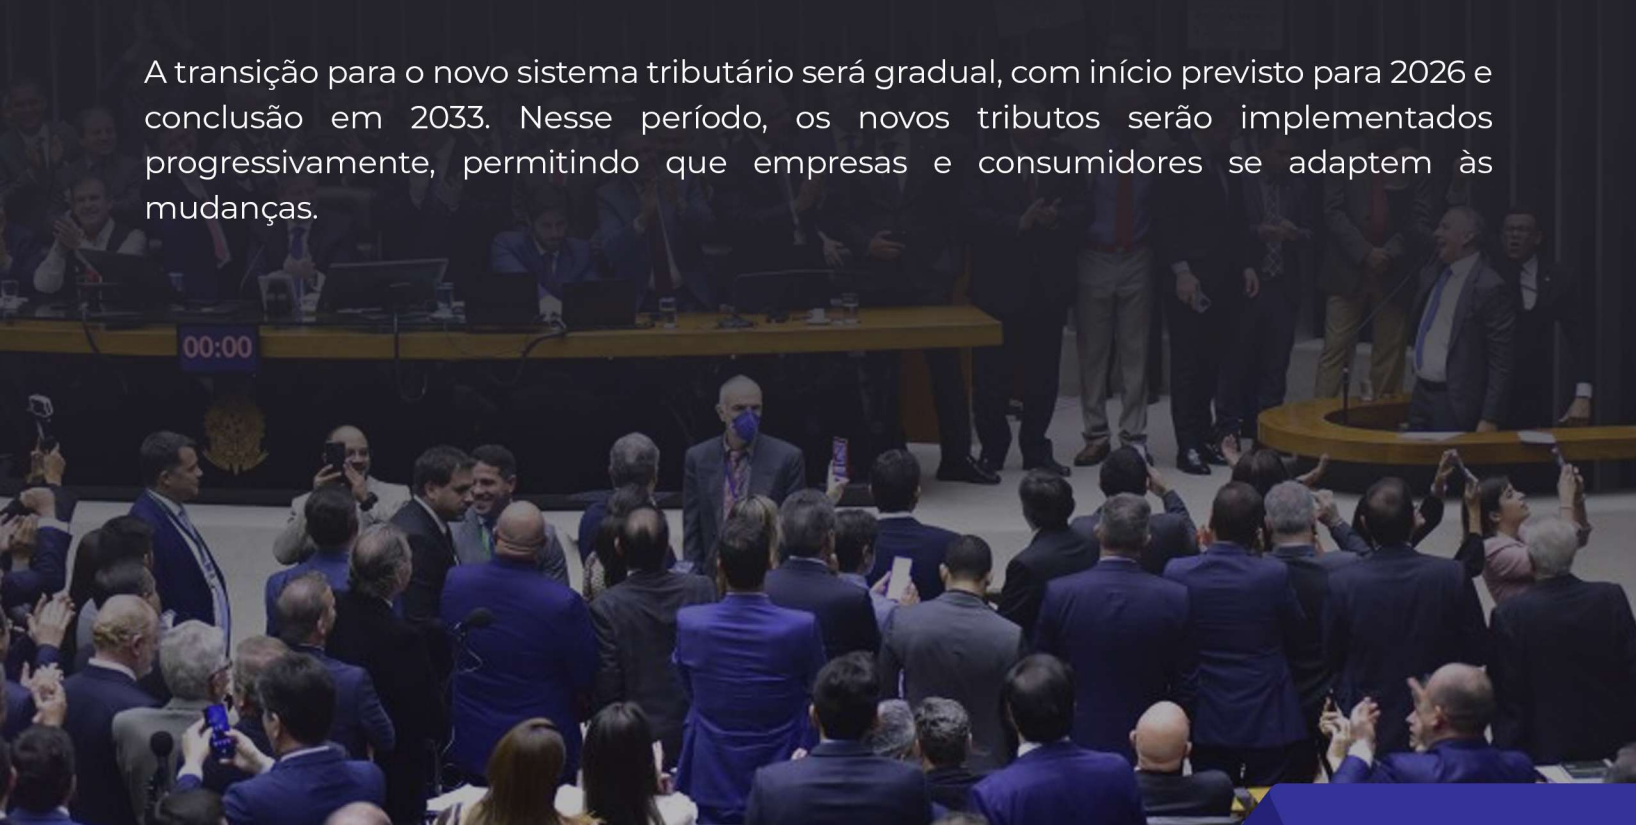 A transição para o novo sistema tributário será gradual, com início previsto para 2026 e
conclusão em 2033. Nesse período, os novos tributos serão implementados
progressivamente, permitindo que empresas e consumidores se adaptem às
mudanças.
00:00